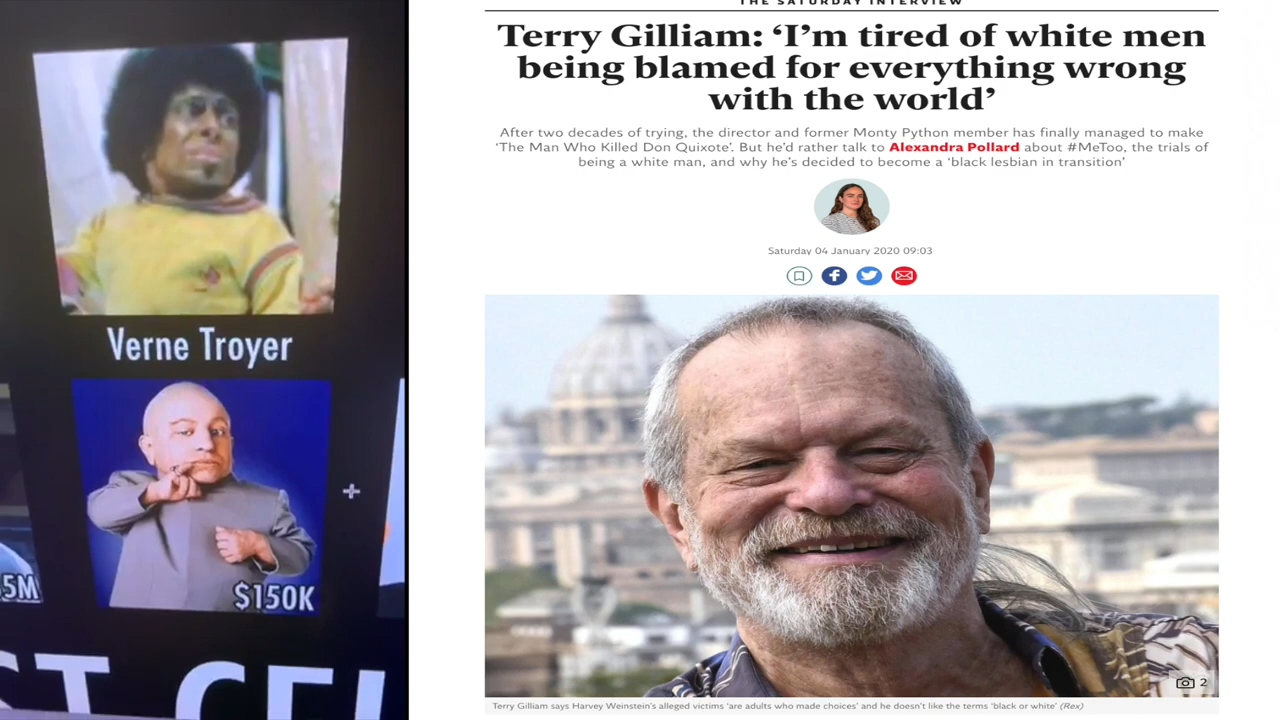 Verne Troyer
5M
$150K
ST CEL
THE SATURDAY INTERVIEW
Terry Gilliam: ‘I’m tired of white men
being blamed for everything wrong
with the world’
After two decades of trying, the director and former Monty Python member has finally managed to make
‘The Man Who Killed Don Quixote’. But he’d rather talk to Alexandra Pollard about #MeToo, the trials of
being a white man, and why he’s decided to become a ‘black lesbian in transition’
Saturday 04 January 2020 09:03
2
Terry Gilliam says Harvey Weinstein’s alleged victims ‘are adults who made choices’ and he doesn’t like the terms ‘black or white’ (Rex)